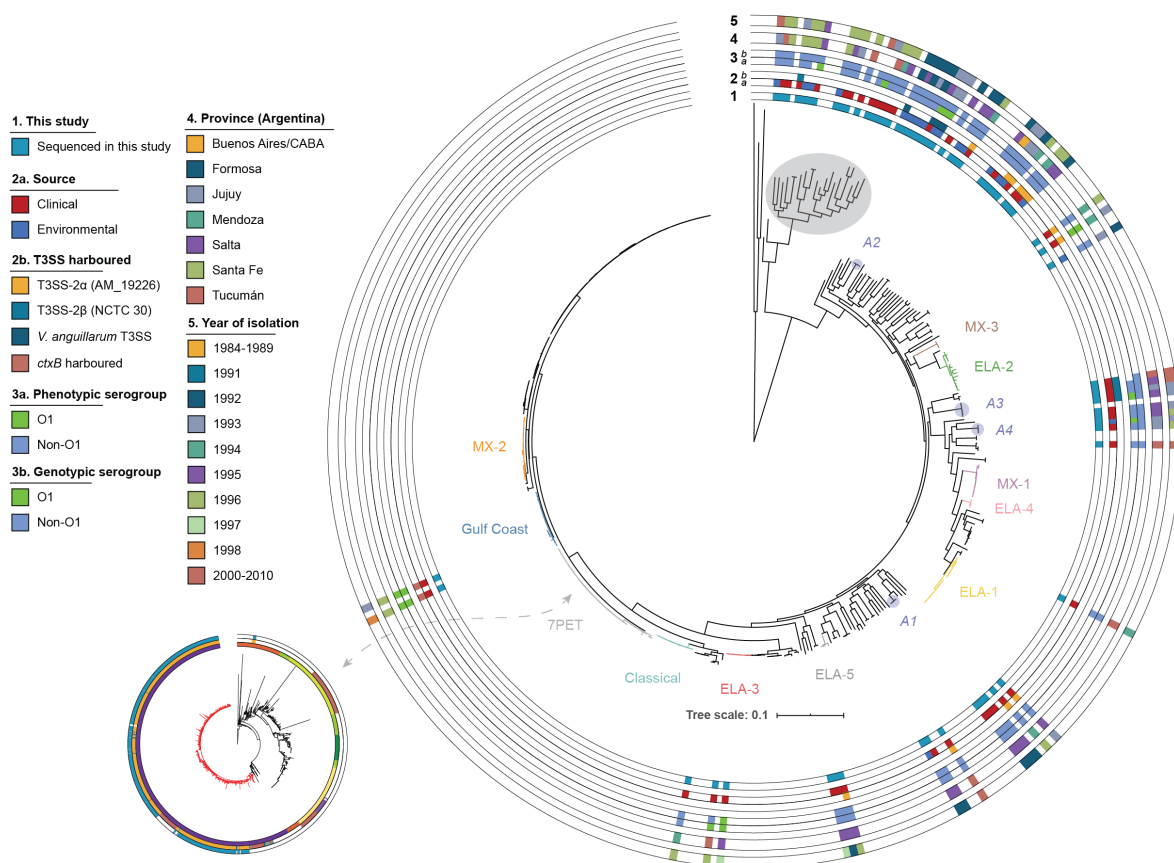 1. This study
Sequenced in this study
2a. Source
Clinical
Environmental
2b. T3SS harboured
T3SS-2α (AM_19226)
T3SS-2β (NCTC 30)
V. anguillarum T3SS
ctxB harboured
3a. Phenotypic serogroup
O1
Non-O1
3b. Genotypic serogroup
O1
Non-O1
4. Province (Argentina)
Buenos Aires/CABA
Formosa
Jujuy
Mendoza
Salta
Santa Fe
Tucumán
5. Year of isolation
1984-1989
1991
1992
1993
1994
1995
1996
1997
1998
2000-2010
5
4
3 b
a
2 b
a
1
A2
MX-3
ELA-2
A3
A4
MX-1
ELA-4
ELA-1
A1
ELA-5
ELA-3
Classical
7PET
Gulf Coast
MX-2
Tree scale: 0.1